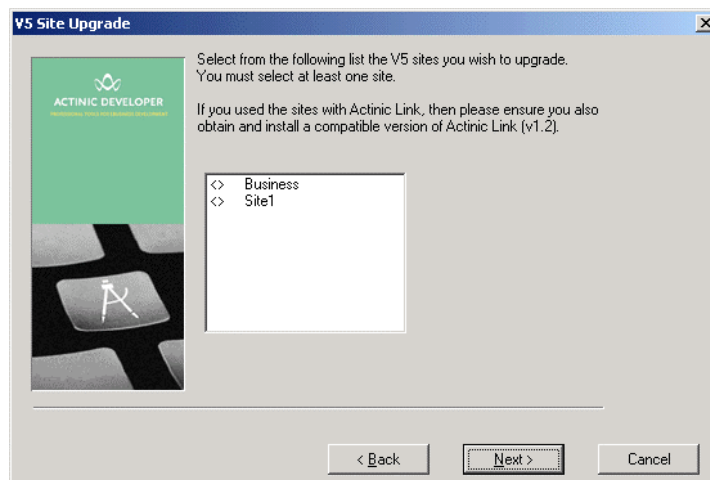 V5 Site Upgrade
ACTINIC DEVELOPER
Select from the following list the V5 sites you wish to upgrade.
You must select at least one site.
If you used the sites with Actinic Link, then please ensure you also
obtain and install a compatible version of Actinic Link (v1.2).
<> Business
<> Site1
< Back
Next >
Cancel